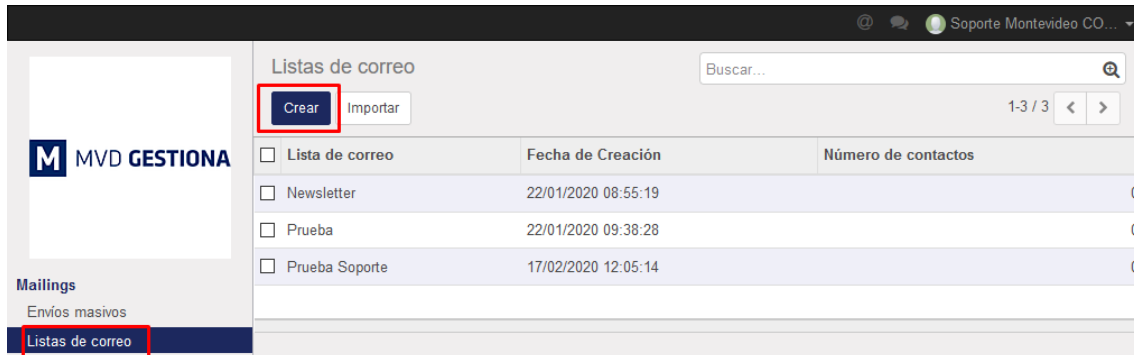 @ Soporte Montevideo CO...
Listas de correo
Buscar...
Crear Importar
1-3 / 3
M MVD GESTIONA
Lista de correo Fecha de Creación Número de contactos
Newsletter 22/01/2020 08:55:19
Prueba 22/01/2020 09:38:28
Prueba Soporte 17/02/2020 12:05:14
Mailings
Envíos masivos
Listas de correo